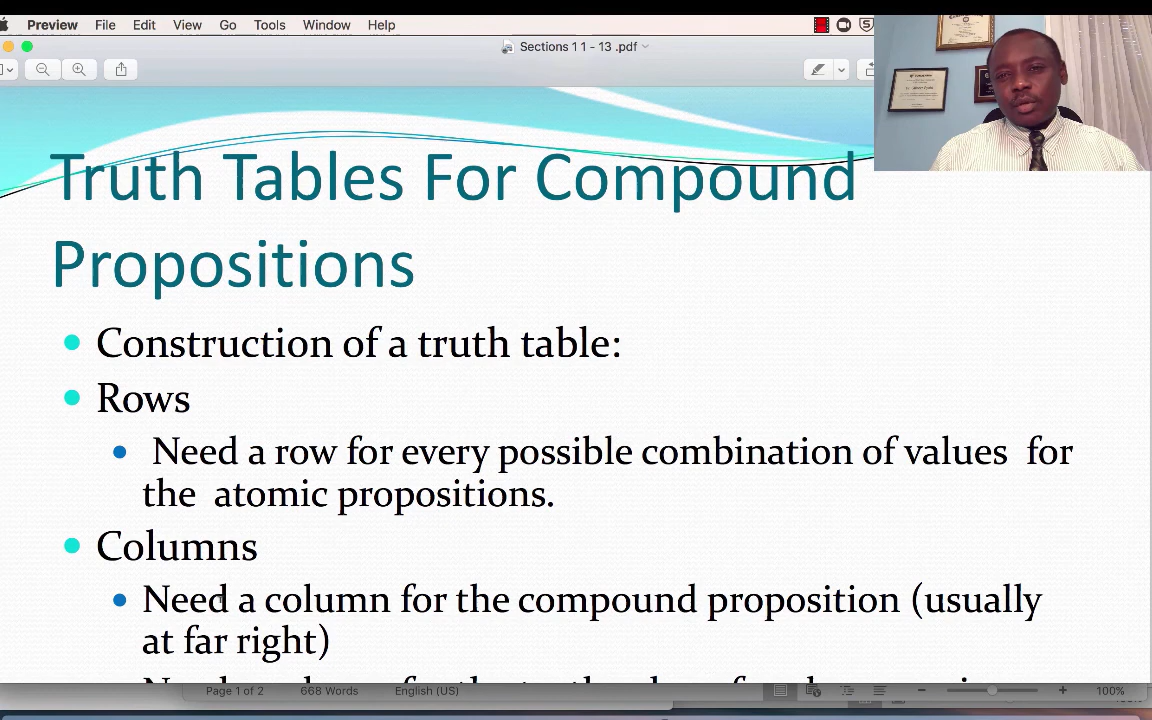 Preview File Edit View Go Tools Window Help
Sections 1 1 - 13 .pdf
Truth Tables For Compound
Propositions
Construction of a truth table:
Rows
Need a row for every possible combination of values for
the atomic propositions.
Columns
Need a column for the compound proposition (usually
at far right)
Page 1 of 2 668 Words English (US) 100%